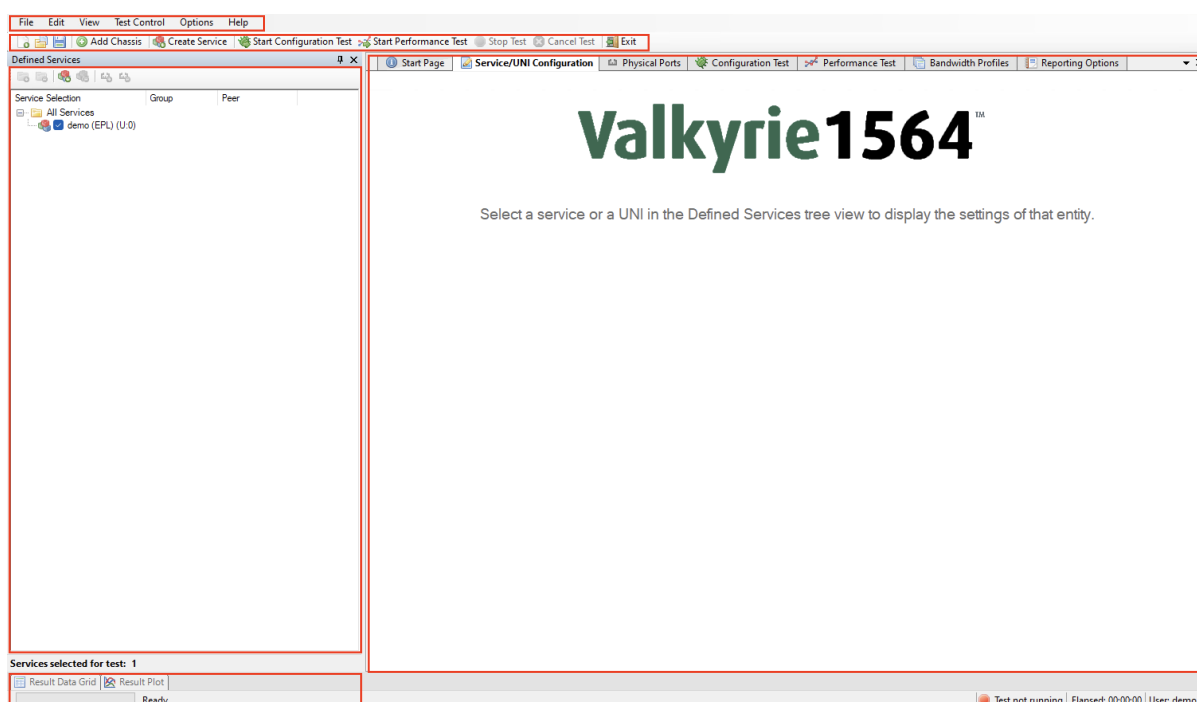 File Edit View Test Control Options Help
Add Chassis Create Service Start Configuration Test Start Performance Test Stop Test Cancel Test Exit
Defined Services
Start Page Service/UNI Configuration Physical Ports Configuration Test Performance Test Bandwidth Profiles Reporting Options
Service Selection Group Peer
All Services
demo (EPL) (U:0)
Valkyrie1564™
Select a service or a UNI in the Defined Services tree view to display the settings of that entity.
Services selected for test: 1
Result Data Grid Result Plot
Ready
Test not running Elapsed: 00:00:00 User: demo